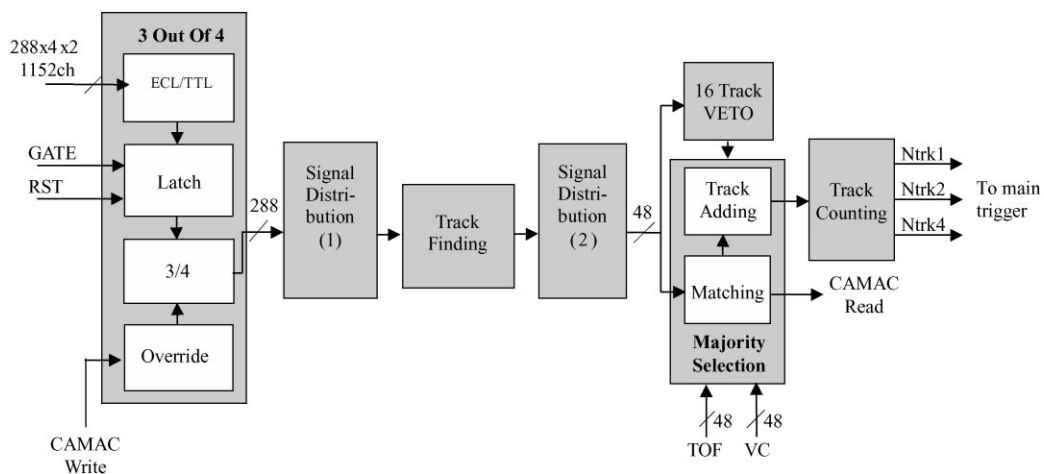 3 Out Of 4
288x4 x2
1152ch
ECL/TTL
GATE
RST
Latch
3/4
Override
CAMAC
Write
288
Signal
Distri-
bution
(1)
Track
Finding
Signal
Distri-
bution
(2)
48
16 Track
VETO
Track
Adding
Matching
Majority
Selection
48
48
TOF
VC
Track
Counting
Ntrk1
Ntrk2
Ntrk4
To main
trigger
CAMAC
Read